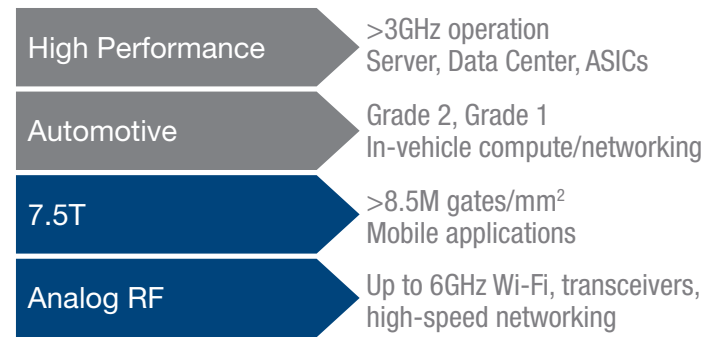 High Performance
>3GHz operation
Server, Data Center, ASICs
Automotive
Grade 2, Grade 1
In-vehicle compute/networking
7.5T
>8.5M gates/mm²
Mobile applications
Analog RF
Up to 6GHz Wi-Fi, transceivers,
high-speed networking